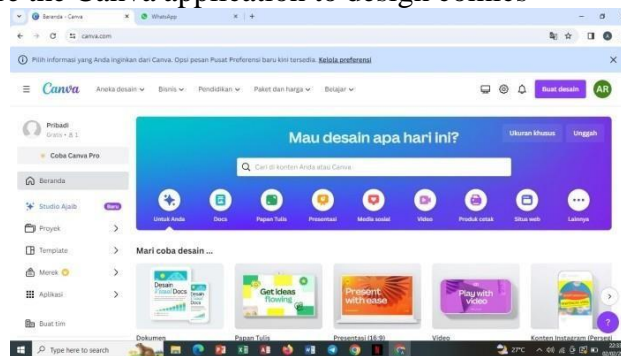 e the Canva application to design comics
Beranda - Canva
WhatsApp
canva.com
Pilih informasi yang Anda inginkan dari Canva. Opsi pesan Pusat Preferensi baru kini tersedia. Kelola preferensi
Canva Aneka desain Bisnis Pendidikan Paket dan harga Belajar Buat desain AR
Pribadi
Gratis • 1
Coba Canva Pro
Beranda
Studio Ajaib Baru
Proyek
Template
Merek
Aplikasi
Buat tim
Mau desain apa hari ini?
Ukuran khusus Unggah
Cari di konten Anda atau Canva
Untuk Anda Docs Papan Tulis Presentasi Media sosial Video Produk cetak Situs web Lainnya
Mari coba desain ...
Desain Visual Docs
Get ideas flowing
Present with ease
Play with video
Dokumen Papan Tulis Presentasi (16:9) Video Konten Instagram (Persegi
Type here to search
27°C